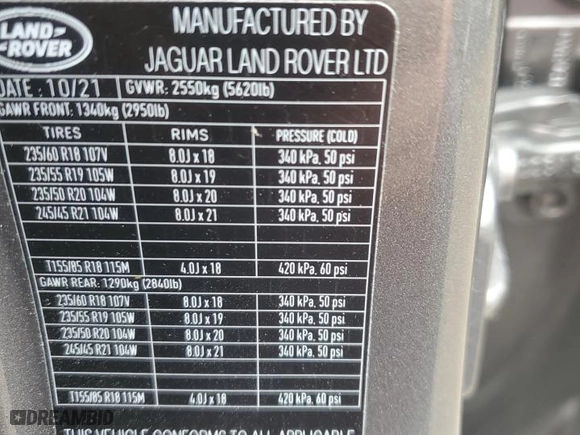 LAND-
-ROVER
MANUFACTURED BY
JAGUAR LAND ROVER LTD
DATE : 10/21 GVWR: 2550kg (5620lb)
GAWR FRONT: 1340kg (2950lb)
TIRES RIMS PRESSURE (COLD)
235/60 R18 107V 8.0J x 18 340 kPa, 50 psi
235/55 R19 105W 8.0J x 19 340 kPa, 50 psi
235/50 R20 104W 8.0J x 20 340 kPa, 50 psi
245/45 R21 104W 8.0J x 21 340 kPa, 50 psi
T155/85 R18 115M 4.0J x 18 420 kPa, 60 psi
GAWR REAR: 1290kg (2840lb)
235/60 R18 107V 8.0J x 18 340 kPa, 50 psi
235/55 R19 105W 8.0J x 19 340 kPa, 50 psi
235/50 R20 104W 8.0J x 20 340 kPa, 50 psi
245/45 R21 104W 8.0J x 21 340 kPa, 50 psi
T155/85 R18 115M 4.0J x 18 420 kPa, 60 psi
THIS VEHICLE CONFORMS TO ALL
DREAMBID